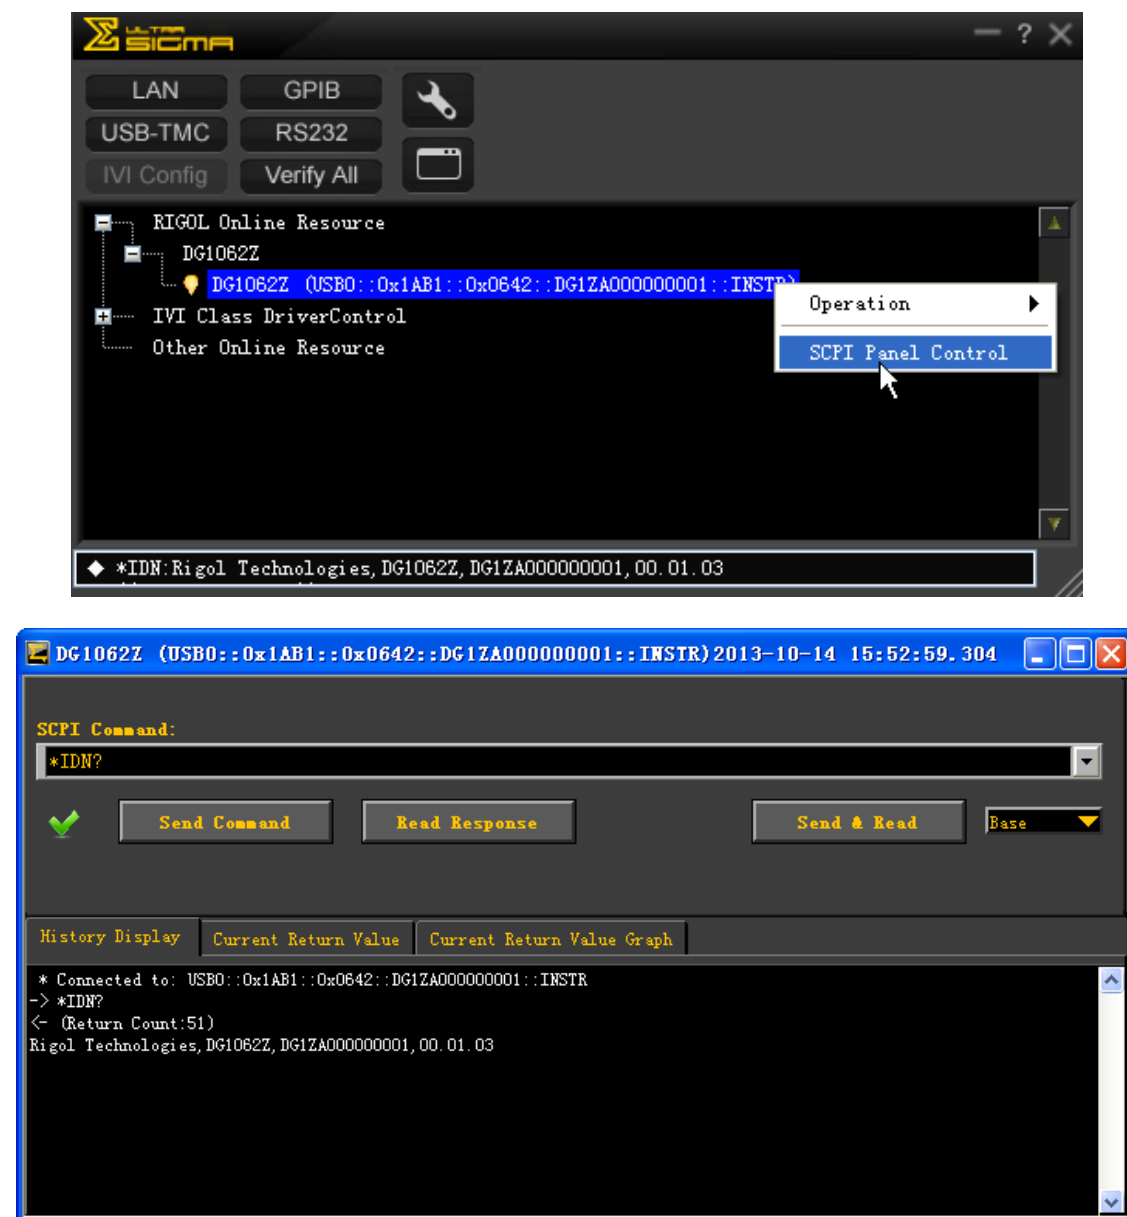 ULTRA
SIGMA
?
LAN GPIB
USB-TMC RS232
IVI Config Verify All
RIGOL Online Resource
DG1062Z
DG1062Z (USB0::0x1AB1::0x0642::DG1ZA000000001::INSTR)
Operation
IVI Class DriverControl
Other Online Resource
SCPI Panel Control
*IDN:Rigol Technologies,DG1062Z,DG1ZA000000001,00.01.03
DG1062Z (USB0::0x1AB1::0x0642::DG1ZA000000001::INSTR)2013-10-14 15:52:59.304
SCPI Command:
*IDN?
Send Command Read Response Send & Read Base
History Display Current Return Value Current Return Value Graph
* Connected to: USB0::0x1AB1::0x0642::DG1ZA000000001::INSTR
-> *IDN?
<- (Return Count:51)
Rigol Technologies,DG1062Z,DG1ZA000000001,00.01.03